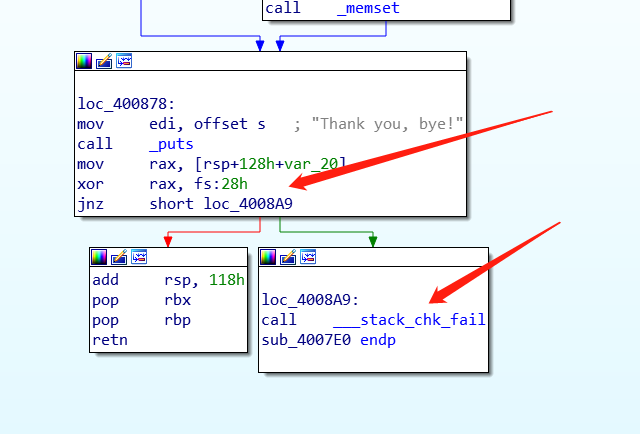 call _memset
loc_400878:
mov edi, offset s ; "Thank you, bye!"
call _puts
mov rax, [rsp+128h+var_20]
xor rax, fs:28h
jnz short loc_4008A9
add rsp, 118h
pop rbx
pop rbp
retn
loc_4008A9:
call ___stack_chk_fail
sub_4007E0 endp